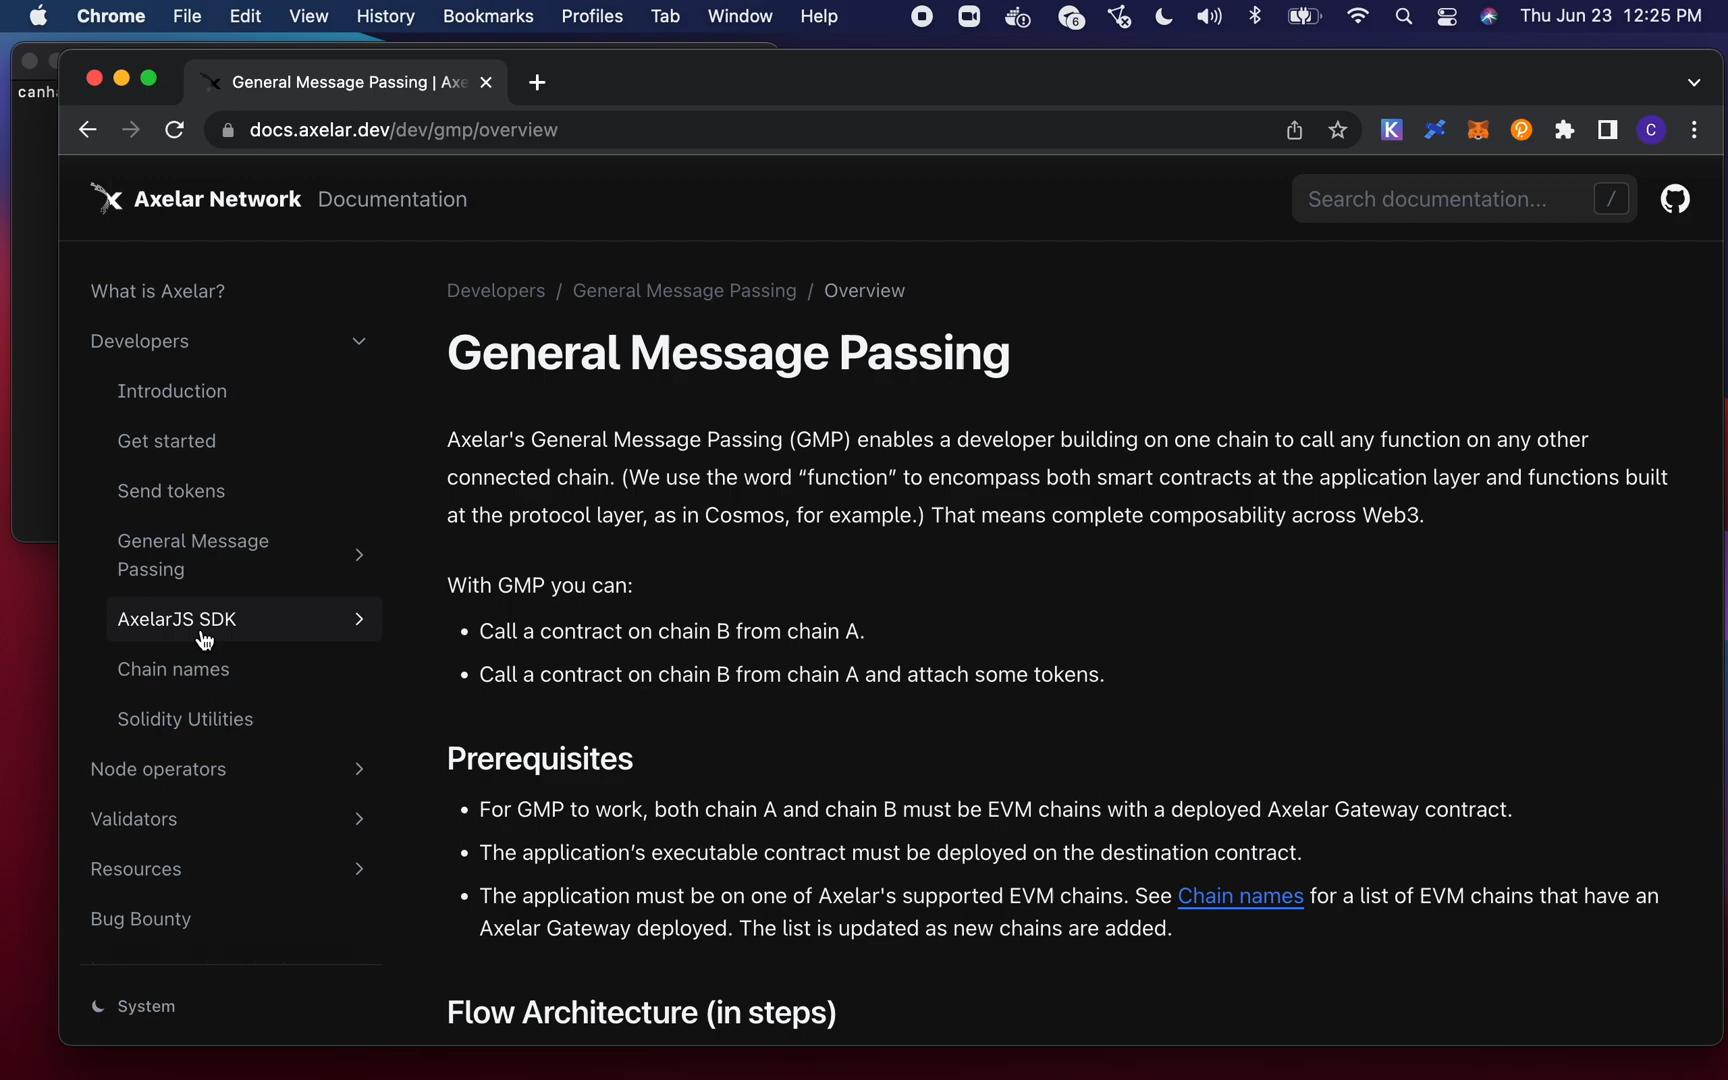 Chrome File Edit View History Bookmarks Profiles Tab Window Help 6 Thu Jun 23 12:25 PM
General Message Passing | Axe
docs.axelar.dev/dev/gmp/overview K C
Axelar Network Documentation
Search documentation... /
What is Axelar?
Developers
Introduction
Get started
Send tokens
General Message
Passing
AxelarJS SDK
Chain names
Solidity Utilities
Node operators
Validators
Resources
Bug Bounty
System
Developers / General Message Passing / Overview
General Message Passing
Axelar's General Message Passing (GMP) enables a developer building on one chain to call any function on any other
connected chain. (We use the word “function” to encompass both smart contracts at the application layer and functions built
at the protocol layer, as in Cosmos, for example.) That means complete composability across Web3.
With GMP you can:
• Call a contract on chain B from chain A.
• Call a contract on chain B from chain A and attach some tokens.
Prerequisites
• For GMP to work, both chain A and chain B must be EVM chains with a deployed Axelar Gateway contract.
• The application’s executable contract must be deployed on the destination contract.
• The application must be on one of Axelar's supported EVM chains. See Chain names for a list of EVM chains that have an
Axelar Gateway deployed. The list is updated as new chains are added.
Flow Architecture (in steps)